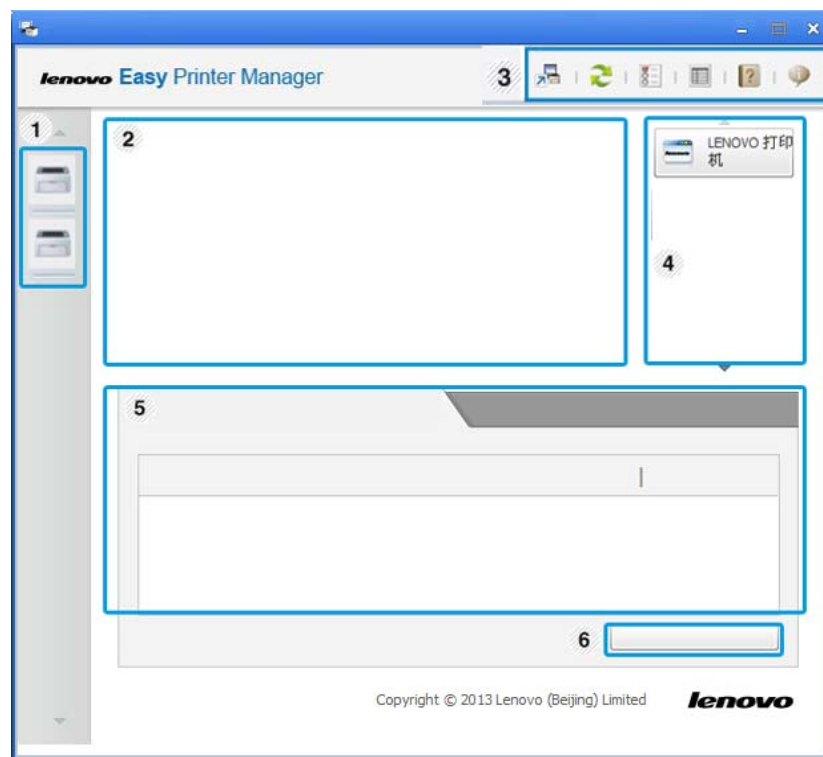 lenovo Easy Printer Manager
3
1
2
LENOVO 打印
机
4
5
6
Copyright © 2013 Lenovo (Beijing) Limited
lenovo